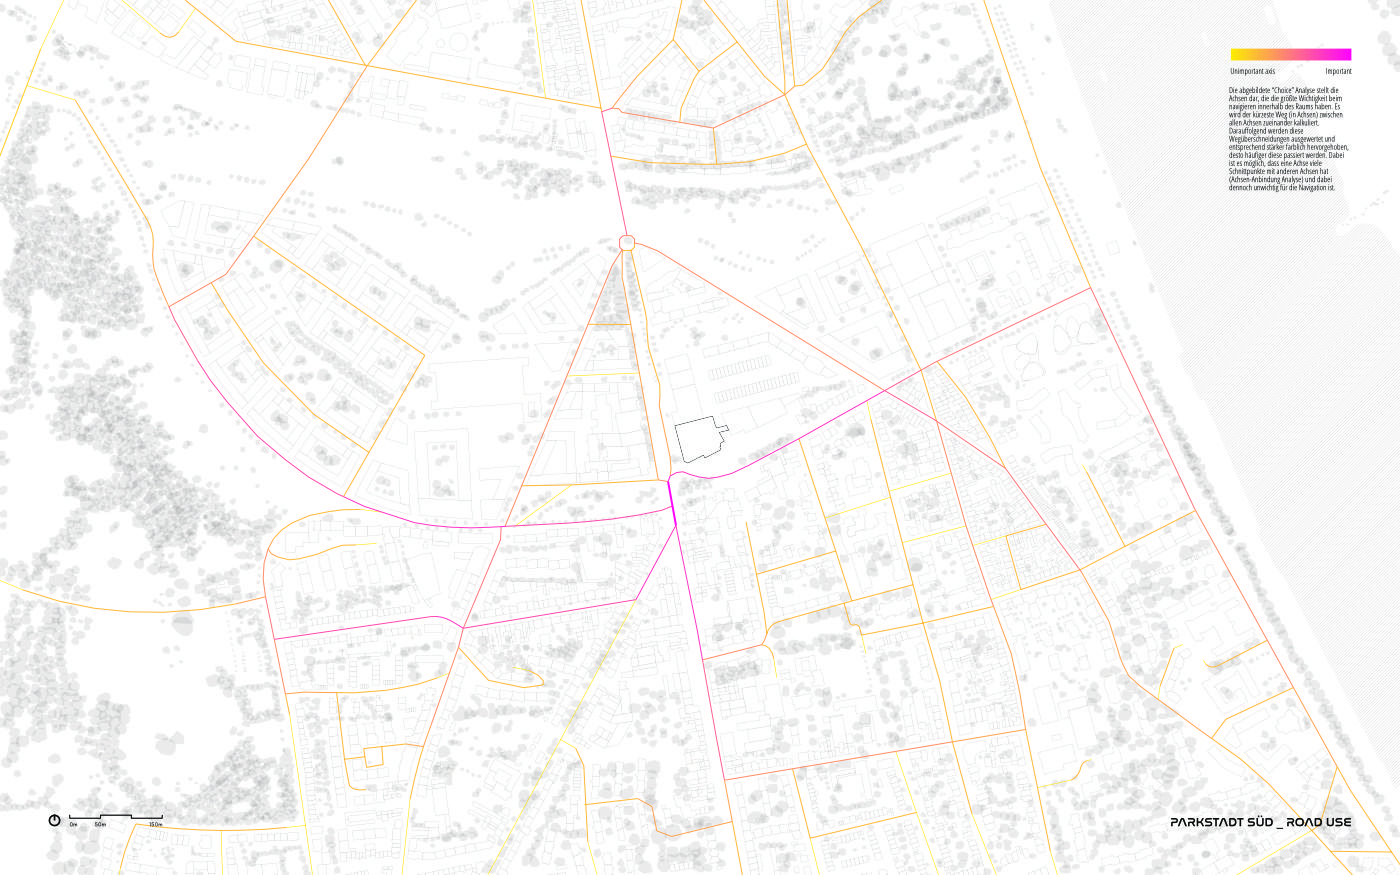 Unimportant axis
Important
Die abgebildete "Choice" Analyse stellt die
Achsen dar, die die größte Wichtigkeit beim
navigieren innerhalb des Raums haben. Es
wird der kürzeste Weg (in Achsen) zwischen
allen Achsen zueinander kalkuliert.
Darauffolgend werden diese
Wegüberschneidungen ausgewertet und
entsprechend stärker farblich hervorgehoben,
desto häufiger diese passiert werden. Dabei
ist es möglich, dass eine Achse viele
Schnittpunkte mit anderen Achsen hat
(Achsen-Anbindung Analyse) und dabei
dennoch unwichtig für die Navigation ist.
0m 50m 150m
PARKSTADT SÜD _ ROAD USE